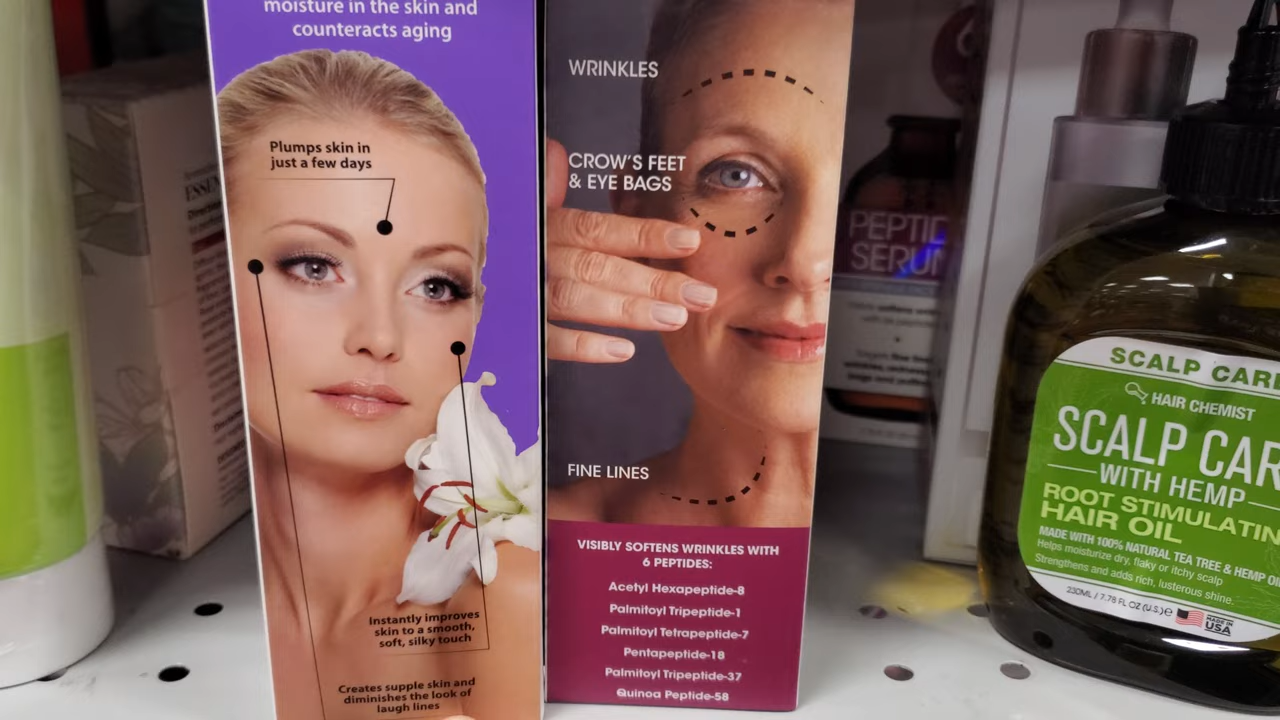 moisture in the skin and
counteracts aging
Plumps skin in
just a few days
Instantly improves
skin to a smooth,
soft, silky touch
Creates supple skin and
diminishes the look of
laugh lines
WRINKLES
CROW'S FEET
& EYE BAGS
FINE LINES
VISIBLY SOFTENS WRINKLES WITH
6 PEPTIDES:
Acetyl Hexapeptide-8
Palmitoyl Tripeptide-1
Palmitoyl Tetrapeptide-7
Pentapeptide-18
Palmitoyl Tripeptide-37
Quinoa Peptide-58
PEPTID
SERUM
SCALP CARE
HAIR CHEMIST
SCALP CAR
WITH HEMP
ROOT STIMULATIN
HAIR OIL
MADE WITH 100% NATURAL TEA TREE & HEMP OI
Helps moisturize dry, flaky or itchy scalp
Strengthens and adds rich, lusterous shine.
230ML / 7.78 FL OZ (U.S.) e
MADE IN
USA